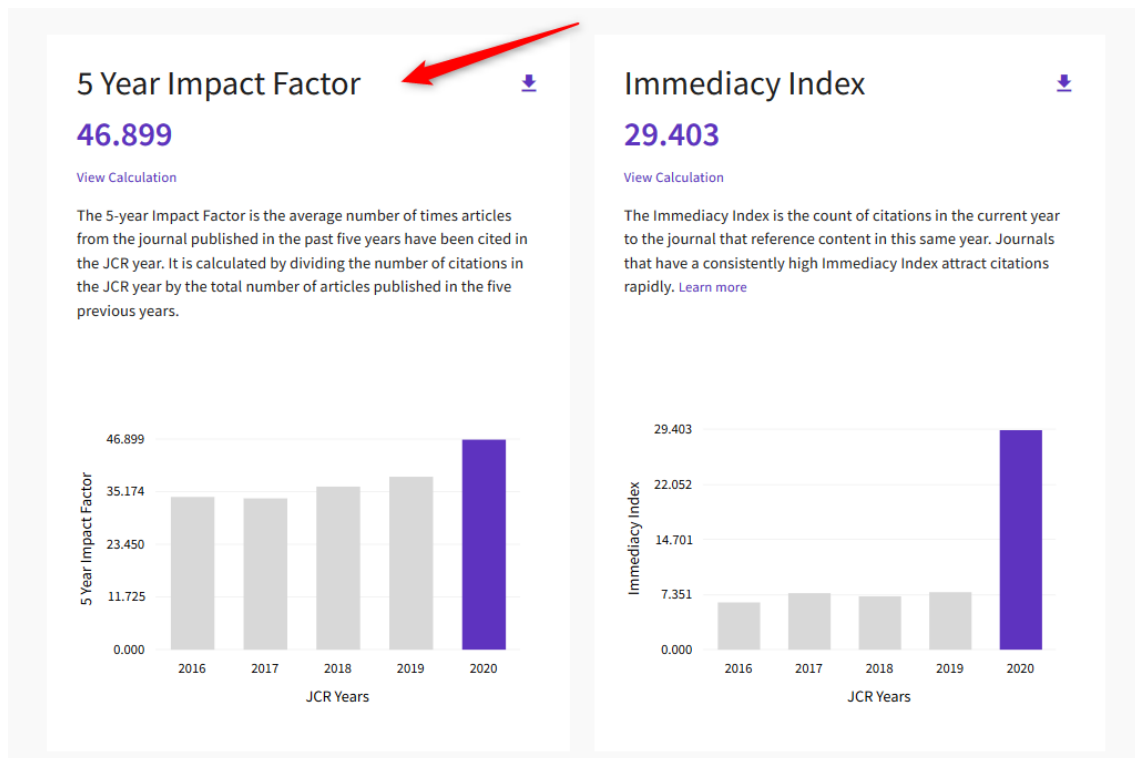 5 Year Impact Factor
46.899
View Calculation
The 5-year Impact Factor is the average number of times articles
from the journal published in the past five years have been cited in
the JCR year. It is calculated by dividing the number of citations in
the JCR year by the total number of articles published in the five
previous years.
46.899
35.174
23.450
11.725
0.000
5 Year Impact Factor
2016 2017 2018 2019 2020
JCR Years
Immediacy Index
29.403
View Calculation
The Immediacy Index is the count of citations in the current year
to the journal that reference content in this same year. Journals
that have a consistently high Immediacy Index attract citations
rapidly. Learn more
29.403
22.052
14.701
7.351
0.000
Immediacy Index
2016 2017 2018 2019 2020
JCR Years